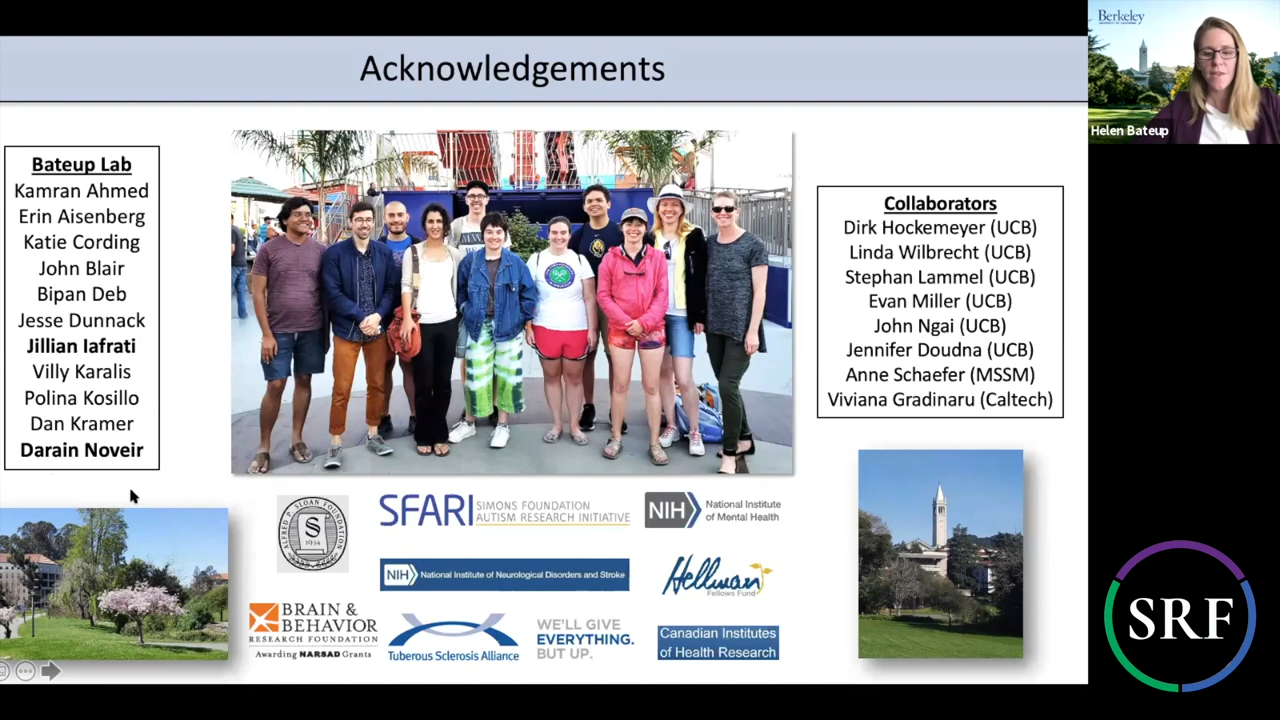 Acknowledgements
Berkeley
Helen Bateup
Bateup Lab
Kamran Ahmed
Erin Aisenberg
Katie Cording
John Blair
Bipan Deb
Jesse Dunnack
Jillian Iafrati
Villy Karalis
Polina Kosillo
Dan Kramer
Darain Noveir
Collaborators
Dirk Hockemeyer (UCB)
Linda Wilbrecht (UCB)
Stephan Lammel (UCB)
Evan Miller (UCB)
John Ngai (UCB)
Jennifer Doudna (UCB)
Anne Schaefer (MSSM)
Viviana Gradinaru (Caltech)
ALFRED P. SLOAN FOUNDATION
S
1934
SFARI
SIMONS FOUNDATION
AUTISM RESEARCH INITIATIVE
NIH
National Institute
of Mental Health
NIH
National Institute of Neurological Disorders and Stroke
Hellman
Fellows Fund
BRAIN &
BEHAVIOR
RESEARCH FOUNDATION
Awarding NARSAD Grants
Tuberous Sclerosis Alliance
WE'LL GIVE
EVERYTHING.
BUT UP.
Canadian Institutes
of Health Research
SRF